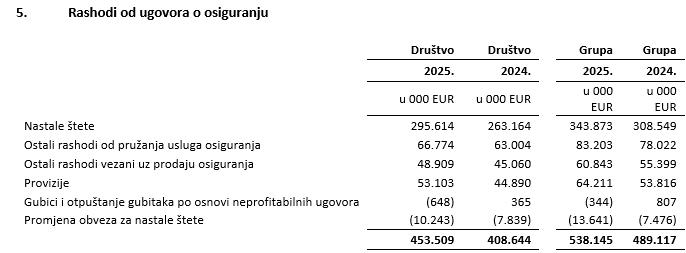 5. Rashodi od ugovora o osiguranju
Društvo Društvo Grupa Grupa
2025. 2024. 2025. 2024.
u 000 EUR u 000 EUR u 000 EUR u 000 EUR
Nastale štete 295.614 263.164 343.873 308.549
Ostali rashodi od pružanja usluga osiguranja 66.774 63.004 83.203 78.022
Ostali rashodi vezani uz prodaju osiguranja 48.909 45.060 60.843 55.399
Provizije 53.103 44.890 64.211 53.816
Gubici i otpuštanje gubitaka po osnovi neprofitabilnih ugovora (648) 365 (344) 807
Promjena obveza za nastale štete (10.243) (7.839) (13.641) (7.476)
453.509 408.644 538.145 489.117